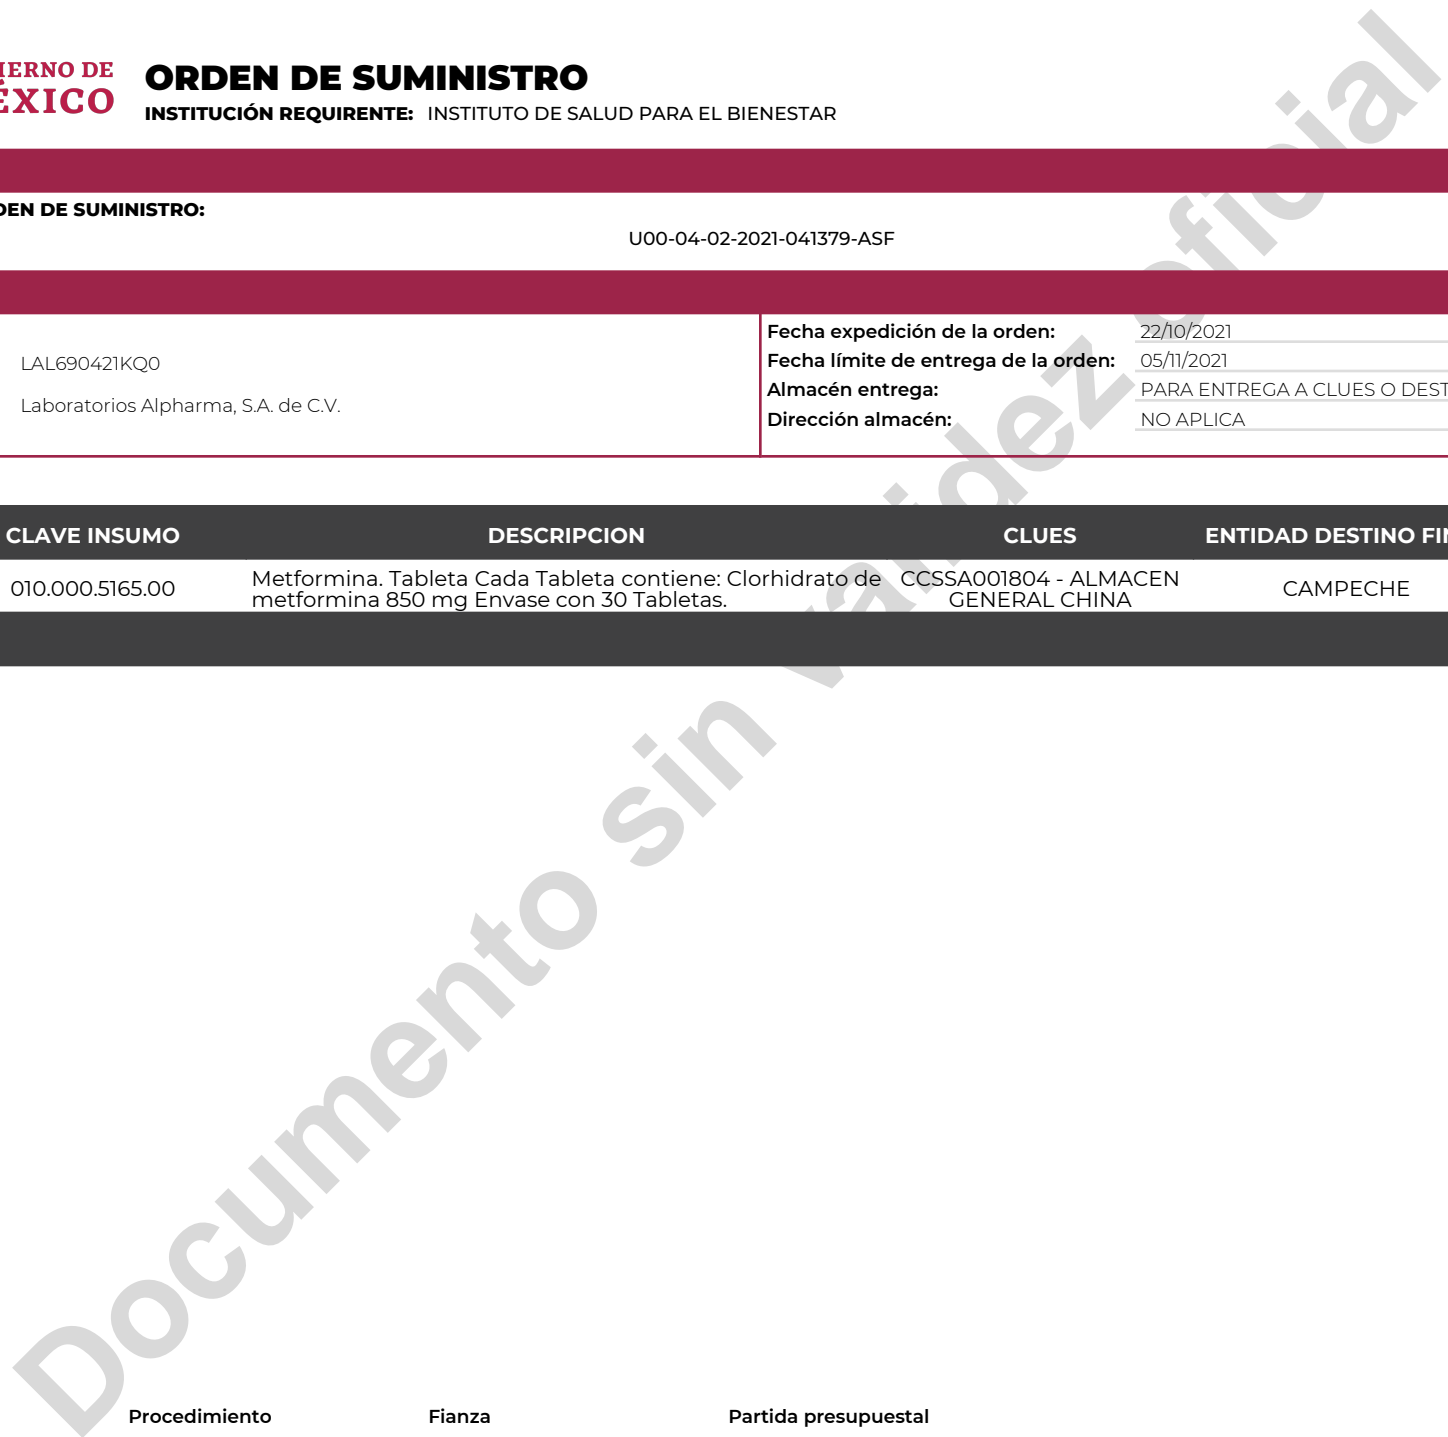 IERNO DE
ÉXICO
ORDEN DE SUMINISTRO
INSTITUCIÓN REQUIRENTE: INSTITUTO DE SALUD PARA EL BIENESTAR
DEN DE SUMINISTRO:
U00-04-02-2021-041379-ASF
LAL690421KQ0
Laboratorios Alpharma, S.A. de C.V.
Fecha expedición de la orden: 22/10/2021
Fecha límite de entrega de la orden: 05/11/2021
Almacén entrega: PARA ENTREGA A CLUES O DEST
Dirección almacén: NO APLICA
CLAVE INSUMO DESCRIPCION CLUES ENTIDAD DESTINO FIN
010.000.5165.00
Metformina. Tableta Cada Tableta contiene: Clorhidrato de
metformina 850 mg Envase con 30 Tabletas.
CCSSA001804 - ALMACEN
GENERAL CHINA
CAMPECHE
Documento sin validez oficial
Procedimiento Fianza Partida presupuestal